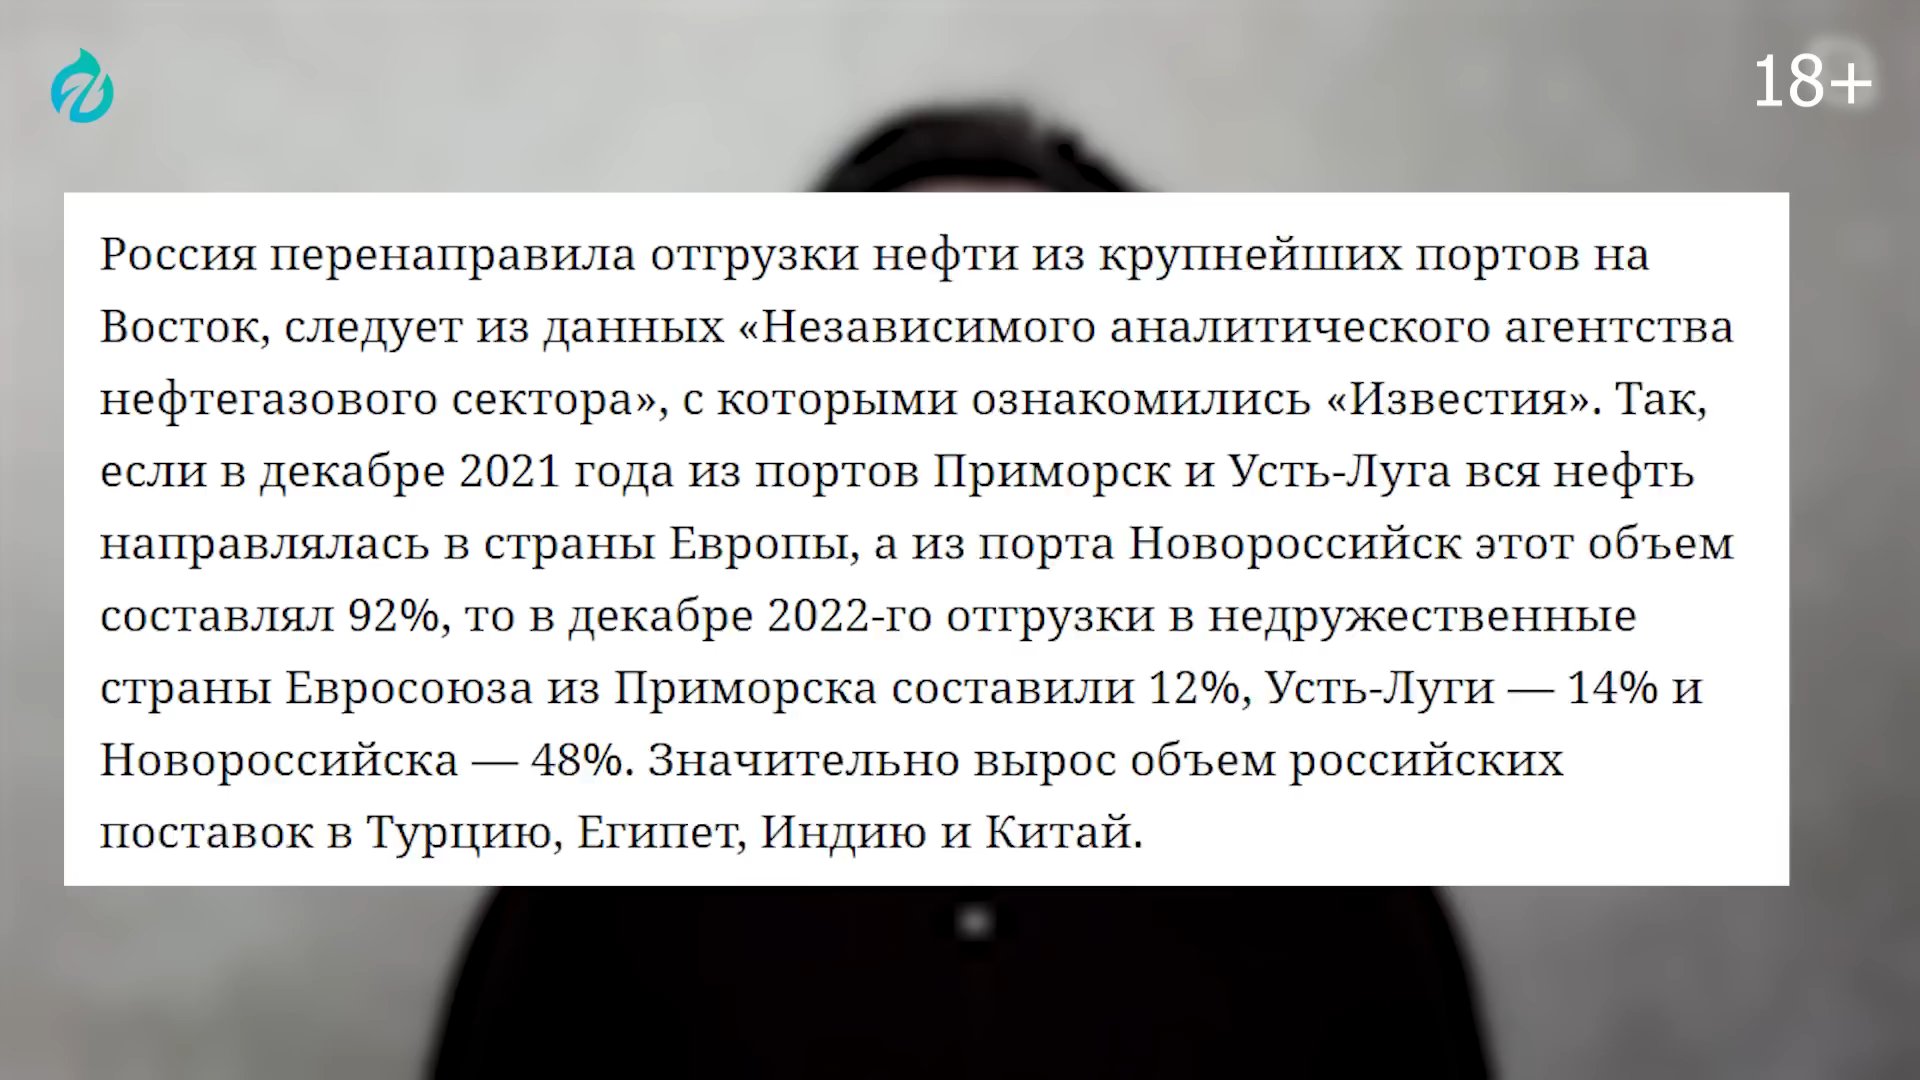 18+
Россия перенаправила отгрузки нефти из крупнейших портов на
Восток, следует из данных «Независимого аналитического агентства
нефтегазового сектора», с которыми ознакомились «Известия». Так,
если в декабре 2021 года из портов Приморск и Усть-Луга вся нефть
направлялась в страны Европы, а из порта Новороссийск этот объем
составлял 92%, то в декабре 2022-го отгрузки в недружественные
страны Евросоюза из Приморска составили 12%, Усть-Луги — 14% и
Новороссийска — 48%. Значительно вырос объем российских
поставок в Турцию, Египет, Индию и Китай.